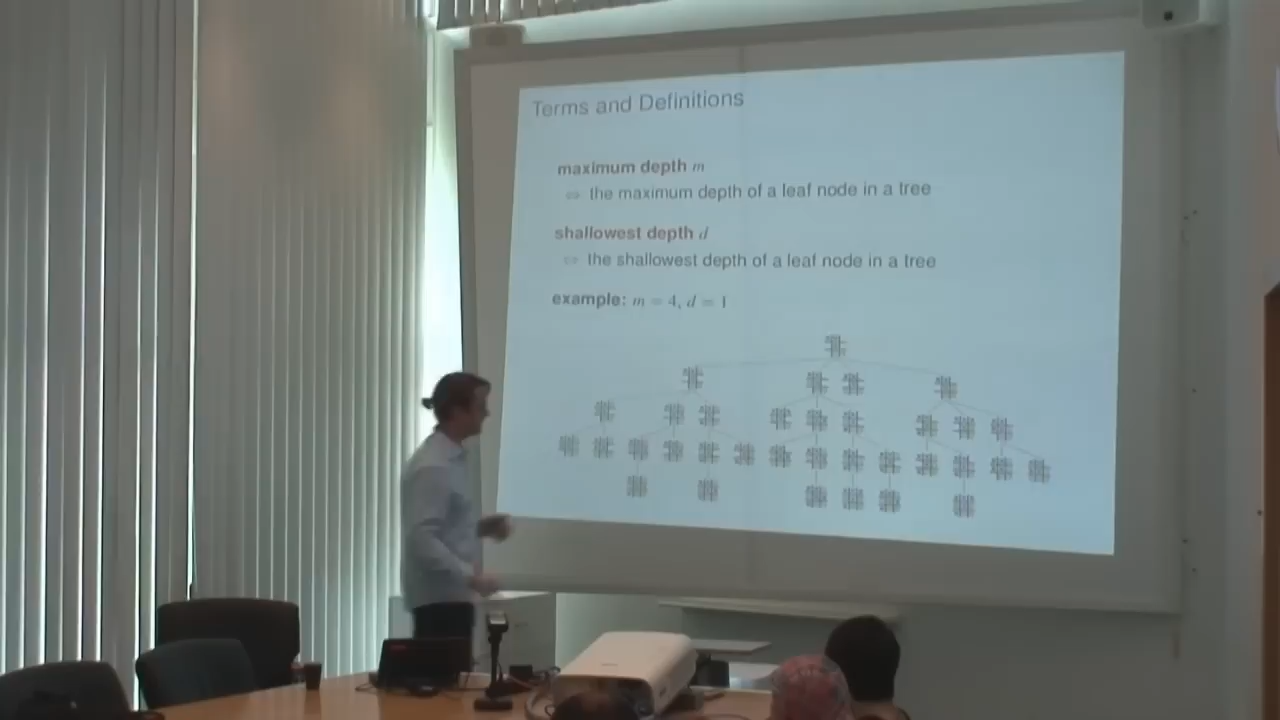 Terms and Definitions
maximum depth m
⇔ the maximum depth of a leaf node in a tree
shallowest depth d
⇔ the shallowest depth of a leaf node in a tree
example: m = 4, d = 1